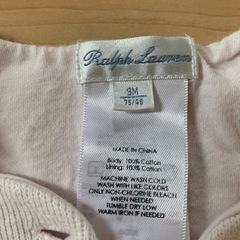 Ralph Lauren
9M
73/48
MADE IN CHINA
Body: 100% Cotton
Lining: 100% Cotton
MACHINE WASH COLD
WASH WITH LIKE COLORS
ONLY NON-CHLORINE BLEACH
WHEN NEEDED
TUMBLE DRY LOW
WARM IRON IF NEEDED